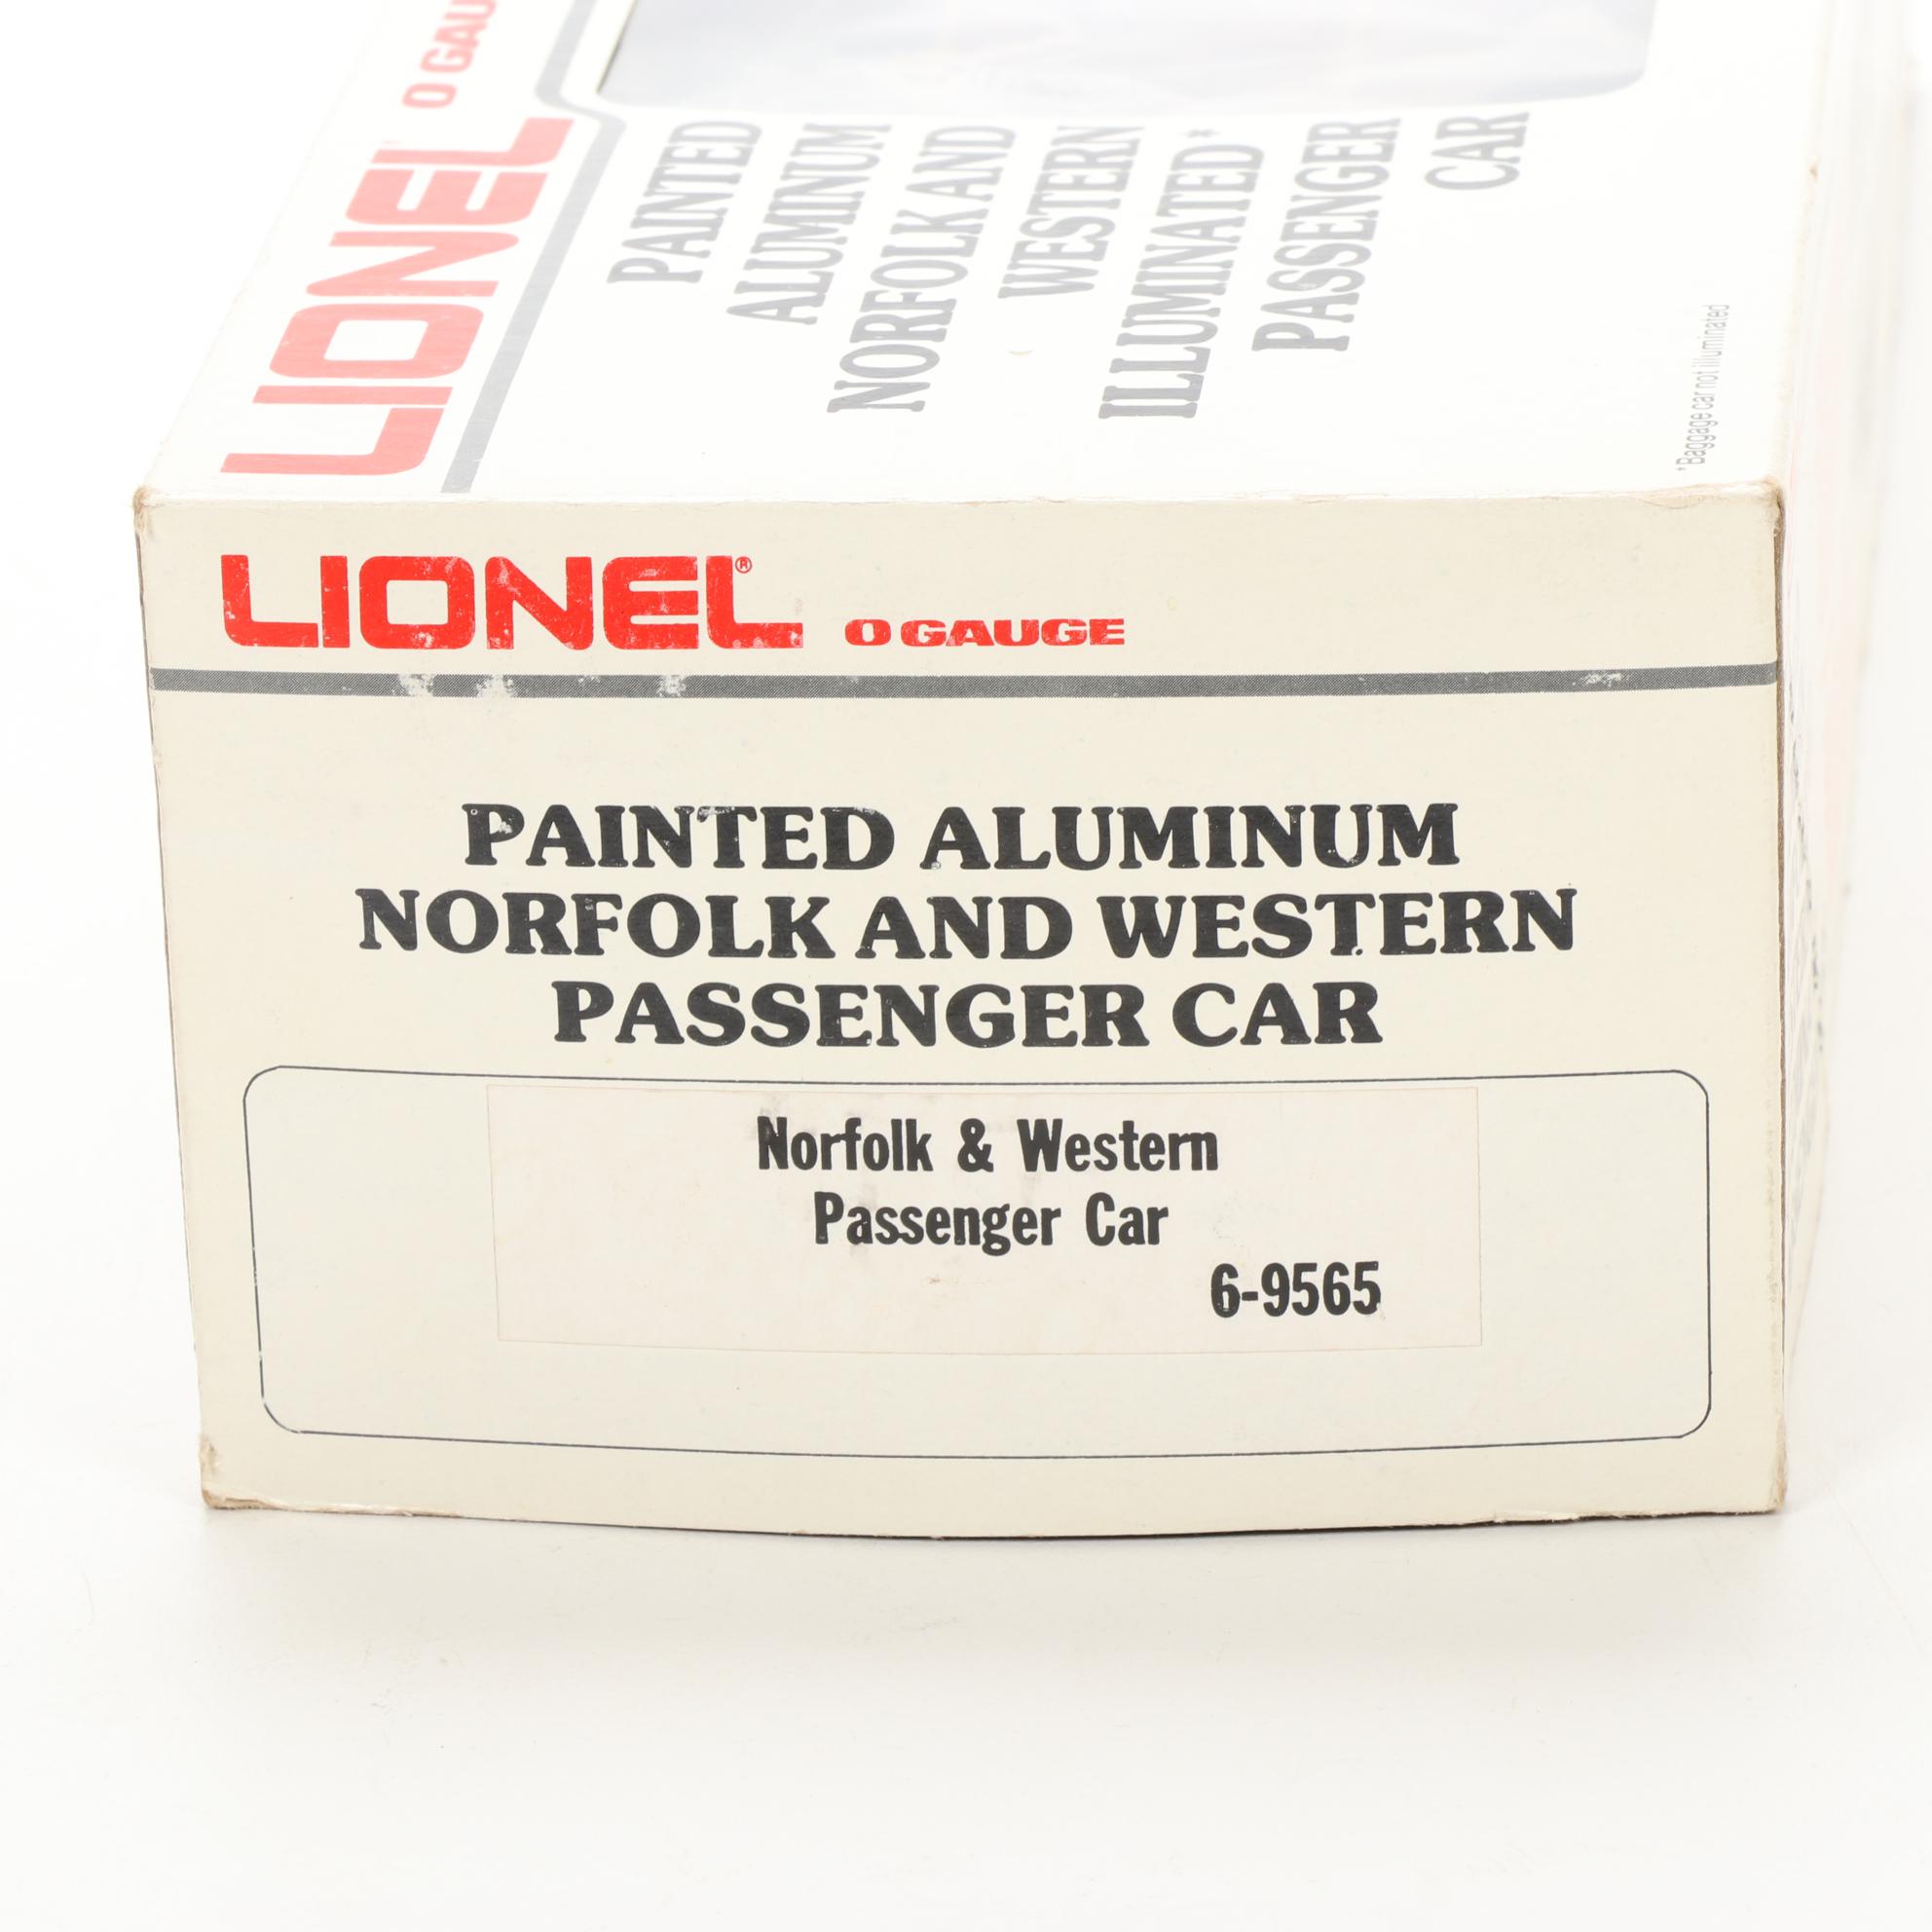 LIONEL O GAU
PAINTED
ALUMINUM
NORFOLK AND
WESTERN
ILLUMINATED*
PASSENGER
CAR
*Baggage car not illuminated
LIONEL® O GAUGE
PAINTED ALUMINUM
NORFOLK AND WESTERN
PASSENGER CAR
Norfolk & Western
Passenger Car
6-9565